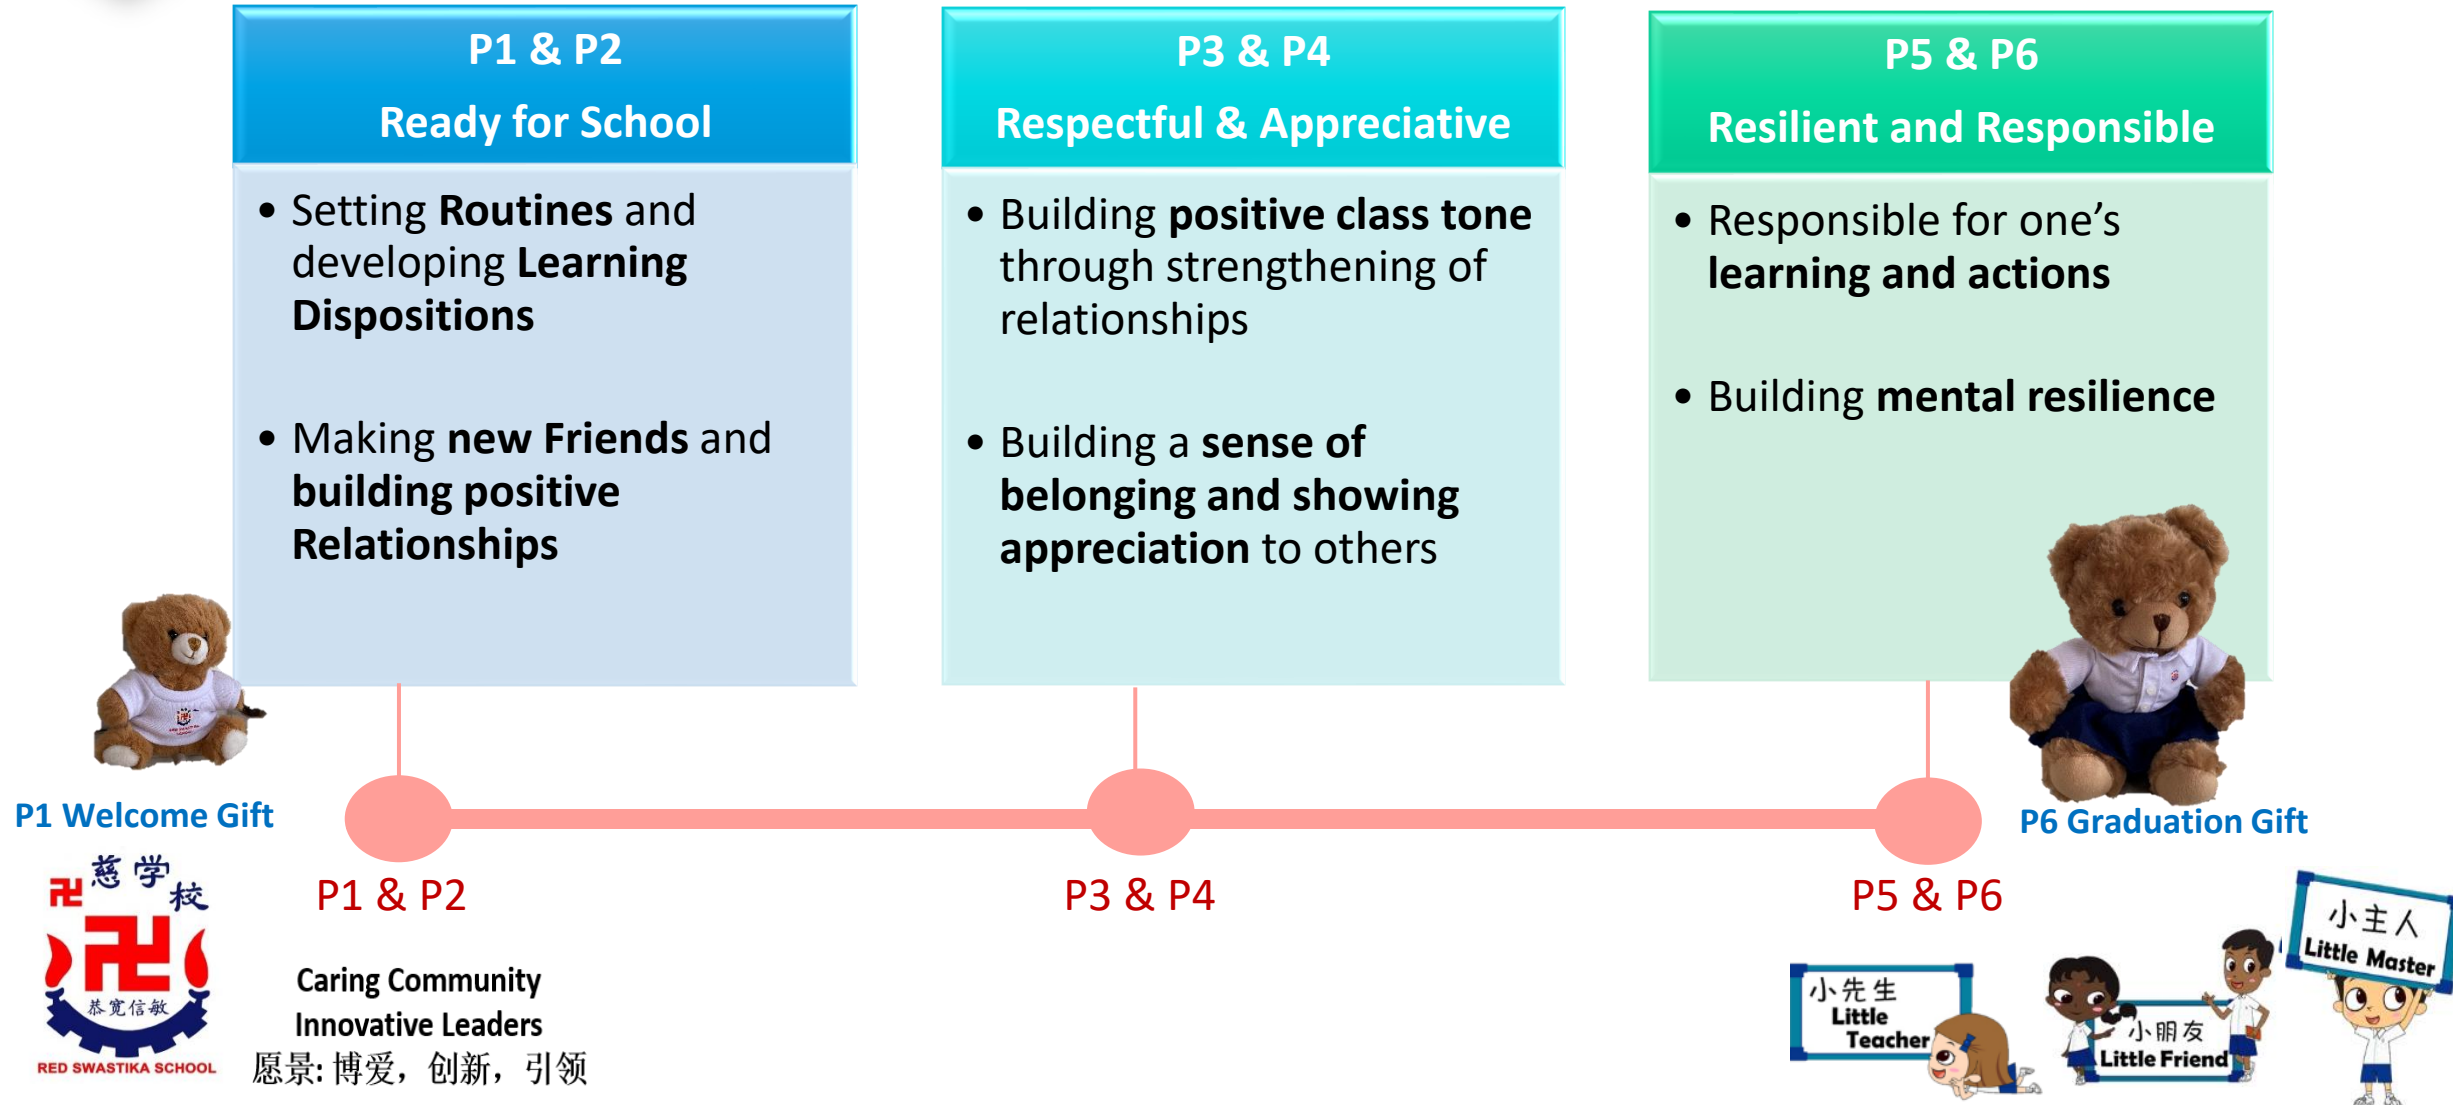 P1 & P2
Ready for School
• Setting Routines and
developing Learning
Dispositions
• Making new Friends and
building positive
Relationships
P3 & P4
Respectful & Appreciative
• Building positive class tone
through strengthening of
relationships
• Building a sense of
belonging and showing
appreciation to others
P5 & P6
Resilient and Responsible
• Responsible for one’s
learning and actions
• Building mental resilience
P1 Welcome Gift
P6 Graduation Gift
P1 & P2
P3 & P4
P5 & P6
卍慈学校
卍
恭宽信敏
RED SWASTIKA SCHOOL
Caring Community
Innovative Leaders
愿景: 博爱，创新，引领
小先生
Little
Teacher
小朋友
Little Friend
小主人
Little Master